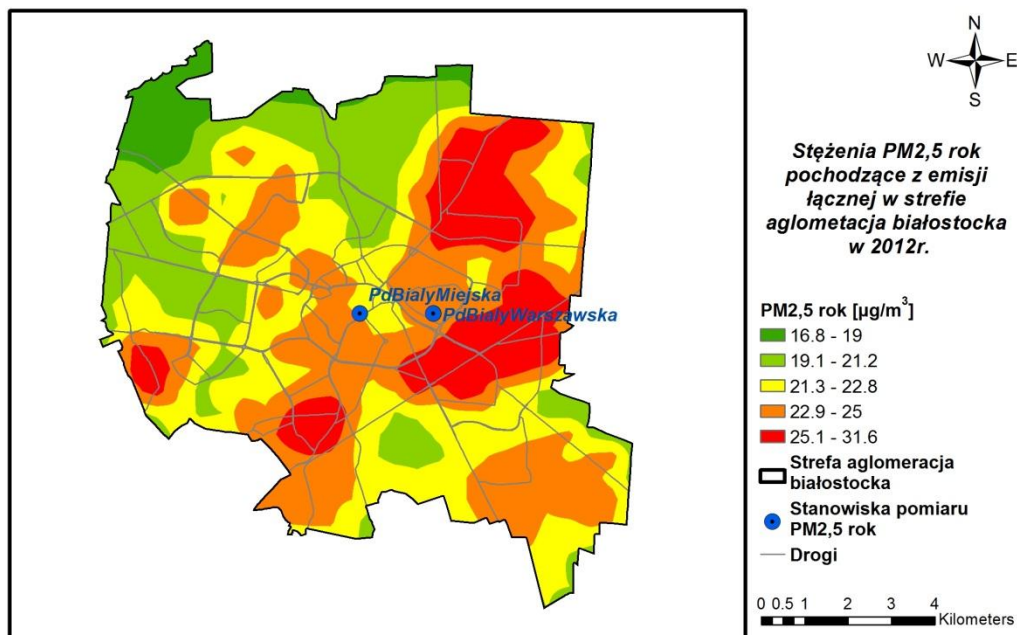 N
W E
S
Stężenia PM2,5 rok
pochodzące z emisji
łącznej w strefie
aglometacja białostocka
w 2012r.
PdBialyMiejska
PdBialyWarszawska
PM2,5 rok [µg/m³]
16.8 - 19
19.1 - 21.2
21.3 - 22.8
22.9 - 25
25.1 - 31.6
Strefa aglomeracja
białostocka
Stanowiska pomiaru
PM2,5 rok
Drogi
0 0.5 1 2 3 4
Kilometers